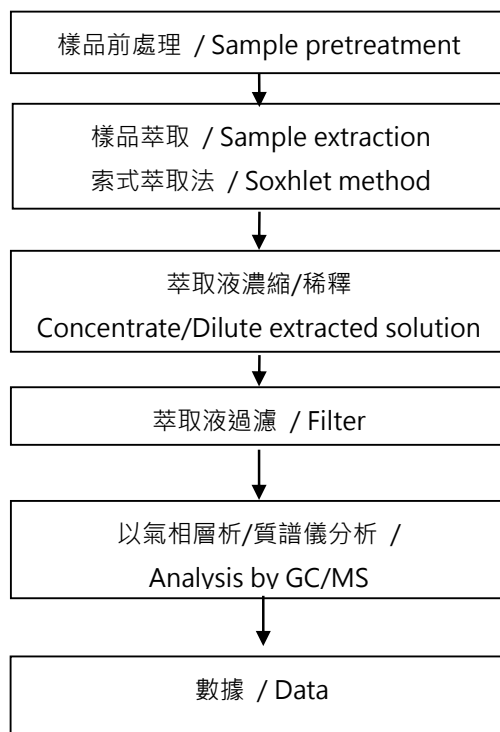 樣品前處理 / Sample pretreatment
樣品萃取 / Sample extraction
索式萃取法 / Soxhlet method
萃取液濃縮/稀釋
Concentrate/Dilute extracted solution
萃取液過濾 / Filter
以氣相層析/質譜儀分析 /
Analysis by GC/MS
數據 / Data